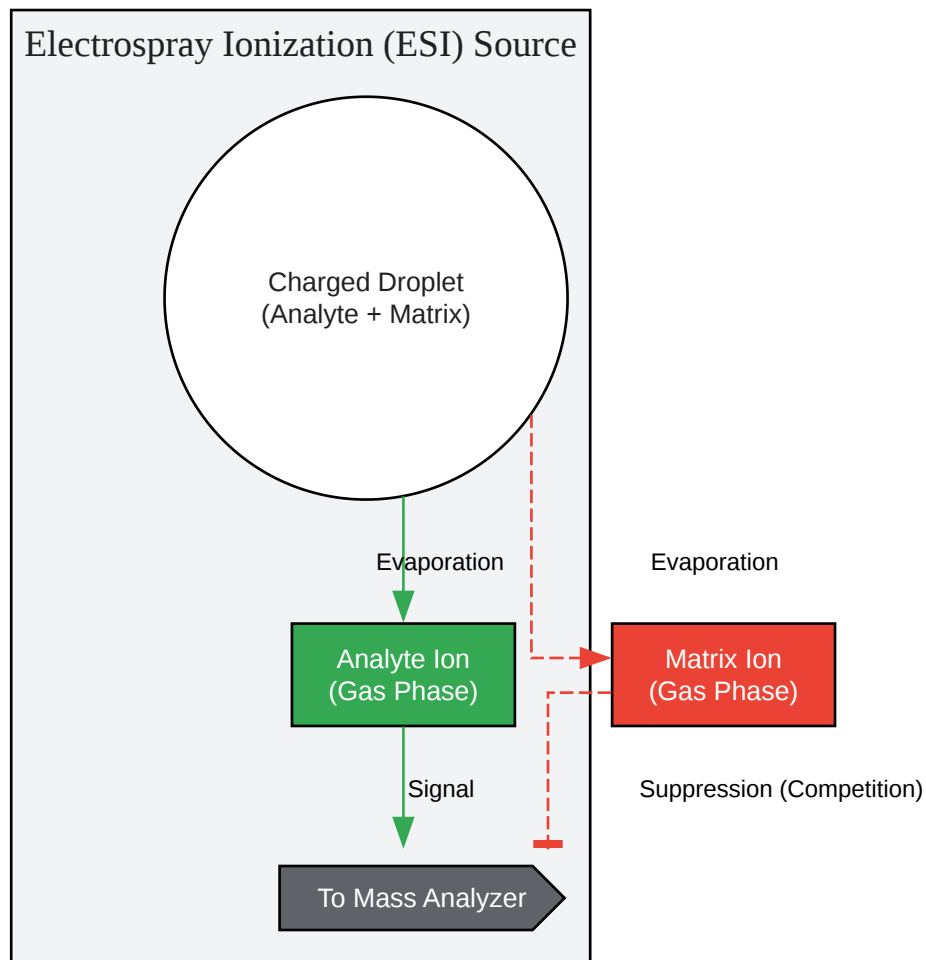 Electrospray Ionization (ESI) Source
Charged Droplet
(Analyte + Matrix)
Evaporation
Evaporation
Analyte Ion
(Gas Phase)
Matrix Ion
(Gas Phase)
Signal
Suppression (Competition)
To Mass Analyzer